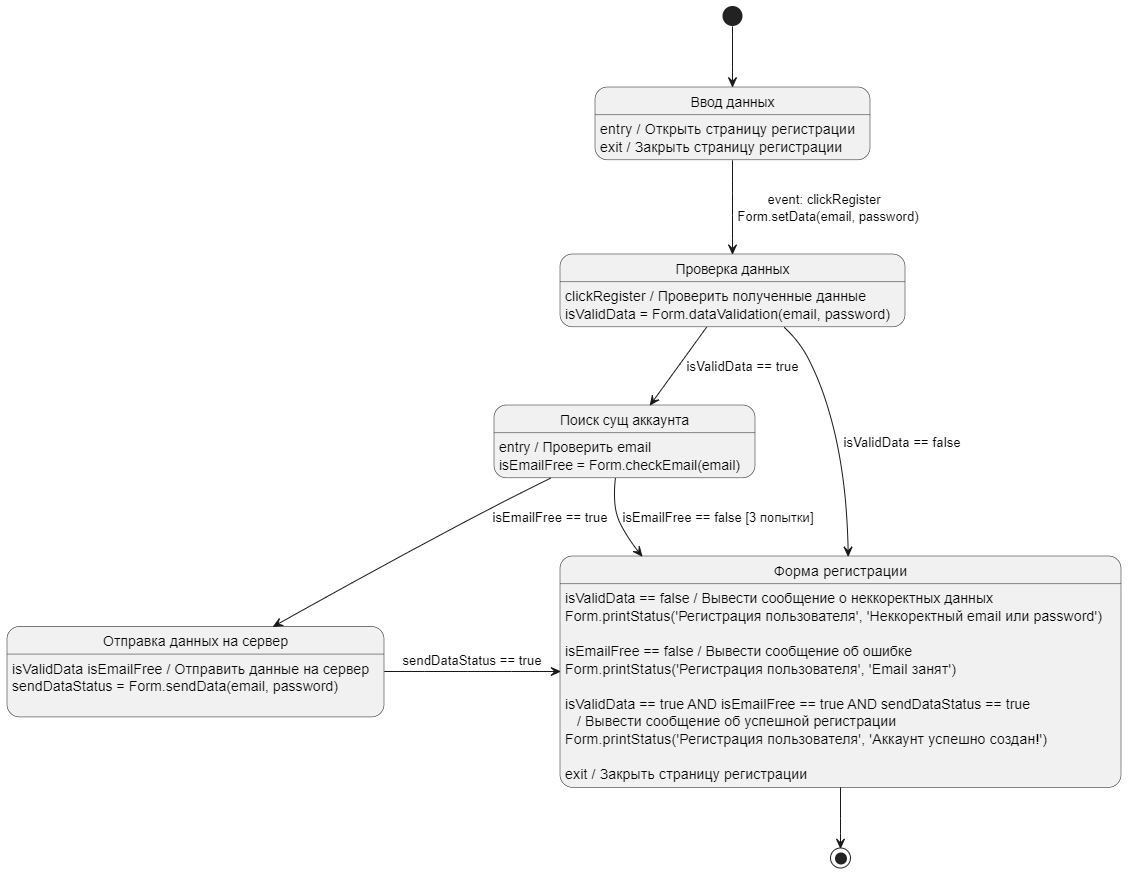 Ввод данных
entry / Открыть страницу регистрации
exit / Закрыть страницу регистрации
event: clickRegister
Form.setData(email, password)
Проверка данных
clickRegister / Проверить полученные данные
isValidData = Form.dataValidation(email, password)
isValidData == true
isValidData == false
Поиск сущ аккаунта
entry / Проверить email
isEmailFree = Form.checkEmail(email)
isEmailFree == true
isEmailFree == false [3 попытки]
Форма регистрации
isValidData == false / Вывести сообщение о неккоректных данных
Form.printStatus('Регистрация пользователя', 'Неккоректный email или password')
isEmailFree == false / Вывести сообщение об ошибке
Form.printStatus('Регистрация пользователя', 'Email занят')
isValidData == true AND isEmailFree == true AND sendDataStatus == true
/ Вывести сообщение об успешной регистрации
Form.printStatus('Регистрация пользователя', 'Аккаунт успешно создан!')
exit / Закрыть страницу регистрации
Отправка данных на сервер
isValidData isEmailFree / Отправить данные на сервер
sendDataStatus = Form.sendData(email, password)
sendDataStatus == true